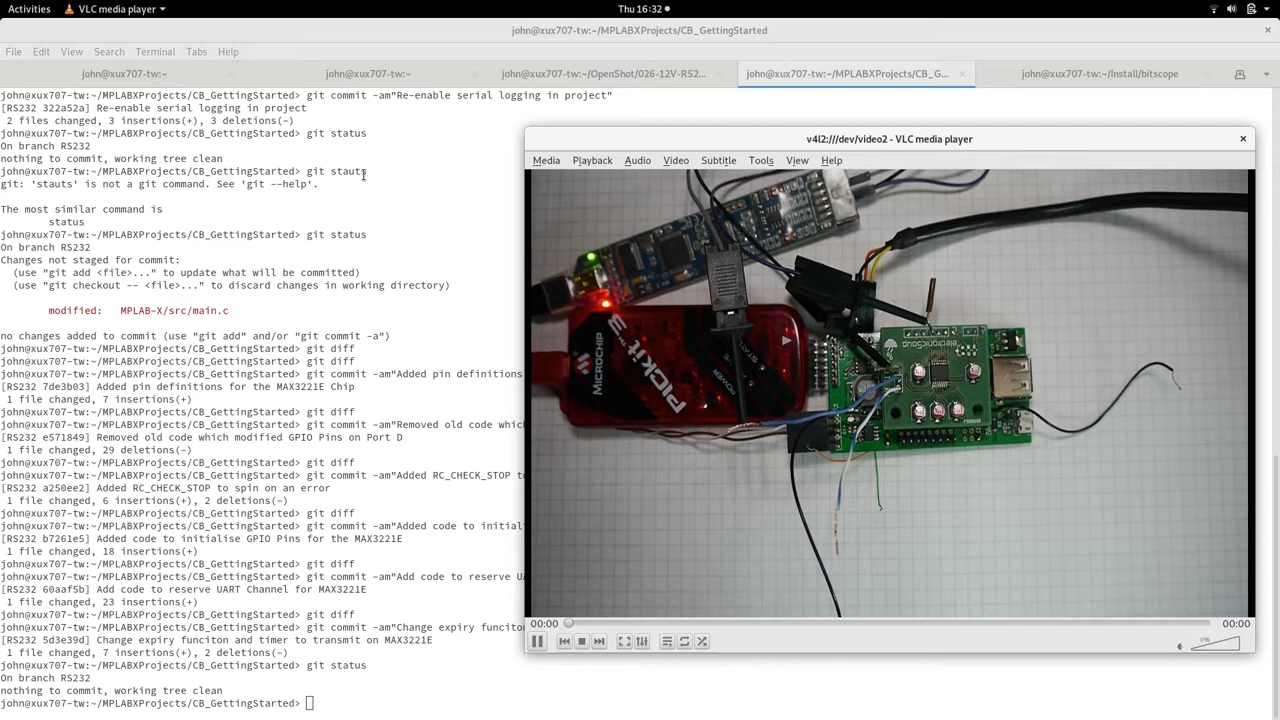 Activities VLC media player Thu 16:32
john@xux707-tw:~/MPLABXProjects/CB_GettingStarted
File Edit View Search Terminal Tabs Help
john@xux707-tw:~ john@xux707-tw:~ john@xux707-tw:~/OpenShot/026-12V-RS2... john@xux707-tw:~/MPLABXProjects/CB_G... john@xux707-tw:~/Install/bitscope
john@xux707-tw:~/MPLABXProjects/CB_GettingStarted> git commit -am"Re-enable serial logging in project"
[RS232 322a52a] Re-enable serial logging in project
2 files changed, 3 insertions(+), 3 deletions(-)
john@xux707-tw:~/MPLABXProjects/CB_GettingStarted> git status
On branch RS232
nothing to commit, working tree clean
john@xux707-tw:~/MPLABXProjects/CB_GettingStarted> git stauts
git: 'stauts' is not a git command. See 'git --help'.
The most similar command is
status
john@xux707-tw:~/MPLABXProjects/CB_GettingStarted> git status
On branch RS232
Changes not staged for commit:
(use "git add <file>..." to update what will be committed)
(use "git checkout -- <file>..." to discard changes in working directory)
modified: MPLAB-X/src/main.c
no changes added to commit (use "git add" and/or "git commit -a")
john@xux707-tw:~/MPLABXProjects/CB_GettingStarted> git diff
john@xux707-tw:~/MPLABXProjects/CB_GettingStarted> git diff
john@xux707-tw:~/MPLABXProjects/CB_GettingStarted> git commit -am"Added pin definitions
[RS232 7de3b03] Added pin definitions for the MAX3221E Chip
1 file changed, 7 insertions(+)
john@xux707-tw:~/MPLABXProjects/CB_GettingStarted> git diff
john@xux707-tw:~/MPLABXProjects/CB_GettingStarted> git commit -am"Removed old code whic
[RS232 e571849] Removed old code which modified GPIO Pins on Port D
1 file changed, 29 deletions(-)
john@xux707-tw:~/MPLABXProjects/CB_GettingStarted> git diff
john@xux707-tw:~/MPLABXProjects/CB_GettingStarted> git commit -am"Added RC_CHECK_STOP to
[RS232 a250ee2] Added RC_CHECK_STOP to spin on an error
1 file changed, 6 insertions(+), 2 deletions(-)
john@xux707-tw:~/MPLABXProjects/CB_GettingStarted> git diff
john@xux707-tw:~/MPLABXProjects/CB_GettingStarted> git commit -am"Added code to initiali
[RS232 b7261e5] Added code to initialise GPIO Pins for the MAX3221E
1 file changed, 18 insertions(+)
john@xux707-tw:~/MPLABXProjects/CB_GettingStarted> git diff
john@xux707-tw:~/MPLABXProjects/CB_GettingStarted> git commit -am"Add code to reserve UA
[RS232 60aaf5b] Add code to reserve UART Channel for MAX3221E
1 file changed, 23 insertions(+)
john@xux707-tw:~/MPLABXProjects/CB_GettingStarted> git diff
john@xux707-tw:~/MPLABXProjects/CB_GettingStarted> git commit -am"Change expiry funciton
[RS232 5d3e39d] Change expiry funciton and timer to transmit on MAX3221E
1 file changed, 7 insertions(+), 2 deletions(-)
john@xux707-tw:~/MPLABXProjects/CB_GettingStarted> git status
On branch RS232
nothing to commit, working tree clean
john@xux707-tw:~/MPLABXProjects/CB_GettingStarted>
v4l2:///dev/video2 - VLC media player
Media Playback Audio Video Subtitle Tools View Help
MICROCHIP
PICkit 3
POWER
STATUS
electronicSoup
00:00 00:00
0%